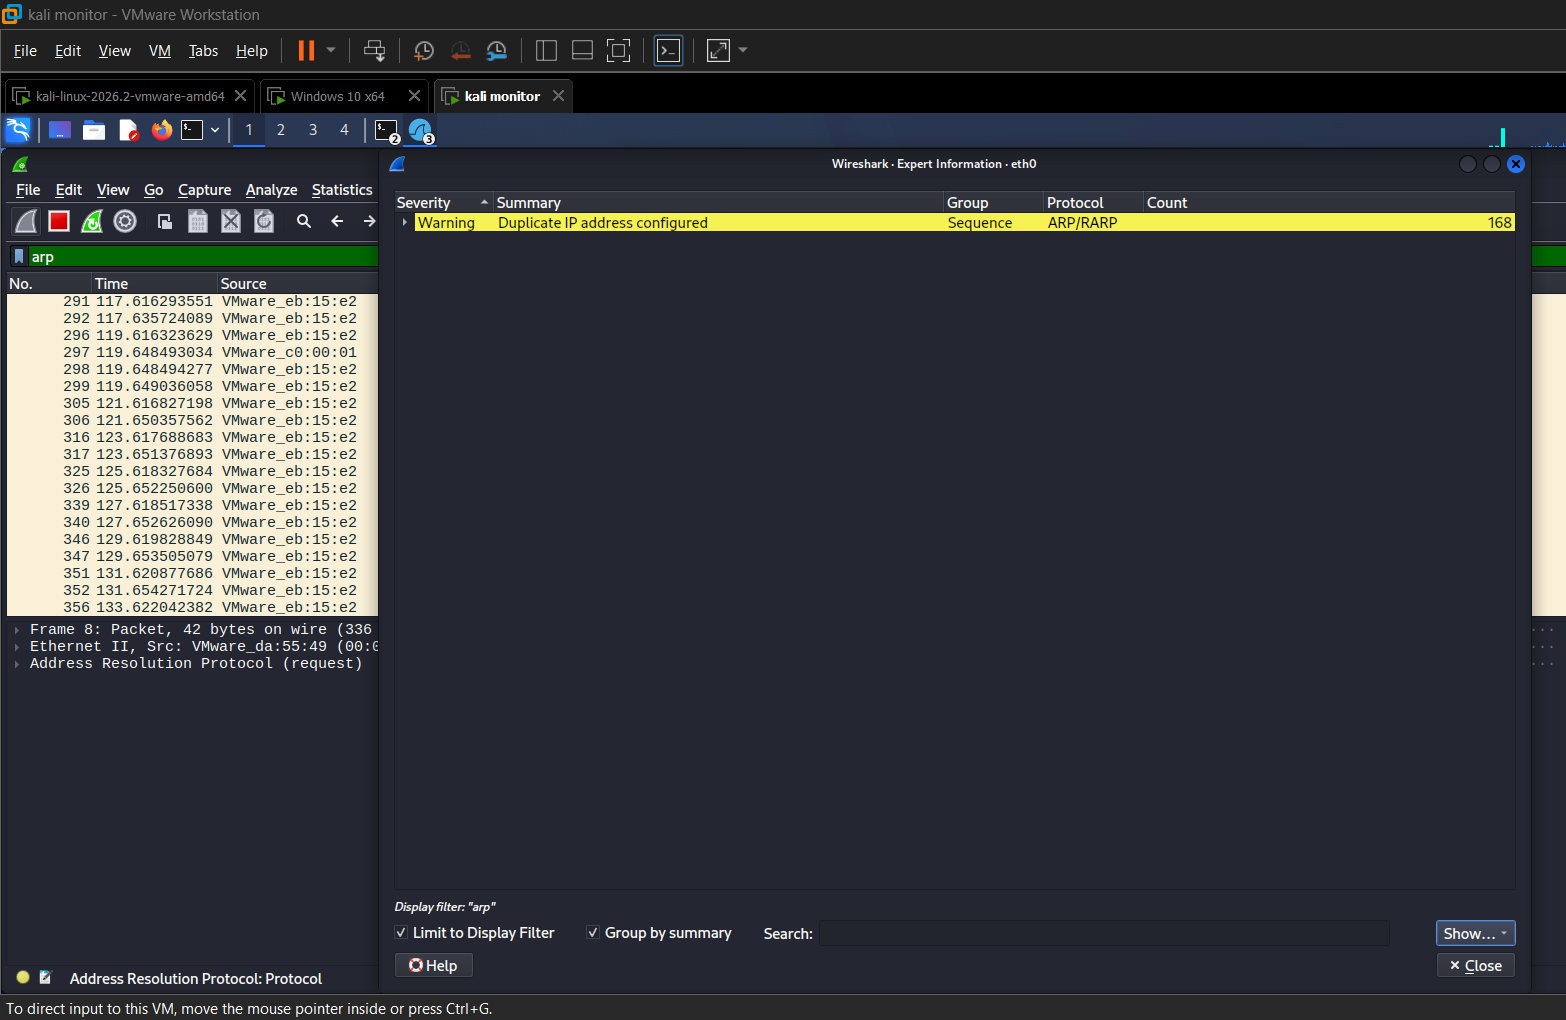 kali monitor - VMware Workstation
File Edit View VM Tabs Help
kali-linux-2026.2-vmware-amd64
Windows 10 x64
kali monitor
1 2 3 4
2
3
Wireshark · Expert Information · eth0
File Edit View Go Capture Analyze Statistics
arp
No. Time Source
291 117.616293551 VMware_eb:15:e2
292 117.635724089 VMware_eb:15:e2
296 119.616323629 VMware_eb:15:e2
297 119.648493034 VMware_c0:00:01
298 119.648494277 VMware_eb:15:e2
299 119.649036058 VMware_eb:15:e2
305 121.616827198 VMware_eb:15:e2
306 121.650357562 VMware_eb:15:e2
316 123.617688683 VMware_eb:15:e2
317 123.651376893 VMware_eb:15:e2
325 125.618327684 VMware_eb:15:e2
326 125.652250600 VMware_eb:15:e2
339 127.618517338 VMware_eb:15:e2
340 127.652626090 VMware_eb:15:e2
346 129.619828849 VMware_eb:15:e2
347 129.653505079 VMware_eb:15:e2
351 131.620877686 VMware_eb:15:e2
352 131.654271724 VMware_eb:15:e2
356 133.622042382 VMware_eb:15:e2
Frame 8: Packet, 42 bytes on wire (336
Ethernet II, Src: VMware_da:55:49 (00:0
Address Resolution Protocol (request)
Address Resolution Protocol: Protocol
Severity Summary Group Protocol Count
Warning Duplicate IP address configured Sequence ARP/RARP 168
Display filter: "arp"
Limit to Display Filter Group by summary Search: Show...
Help Close
To direct input to this VM, move the mouse pointer inside or press Ctrl+G.